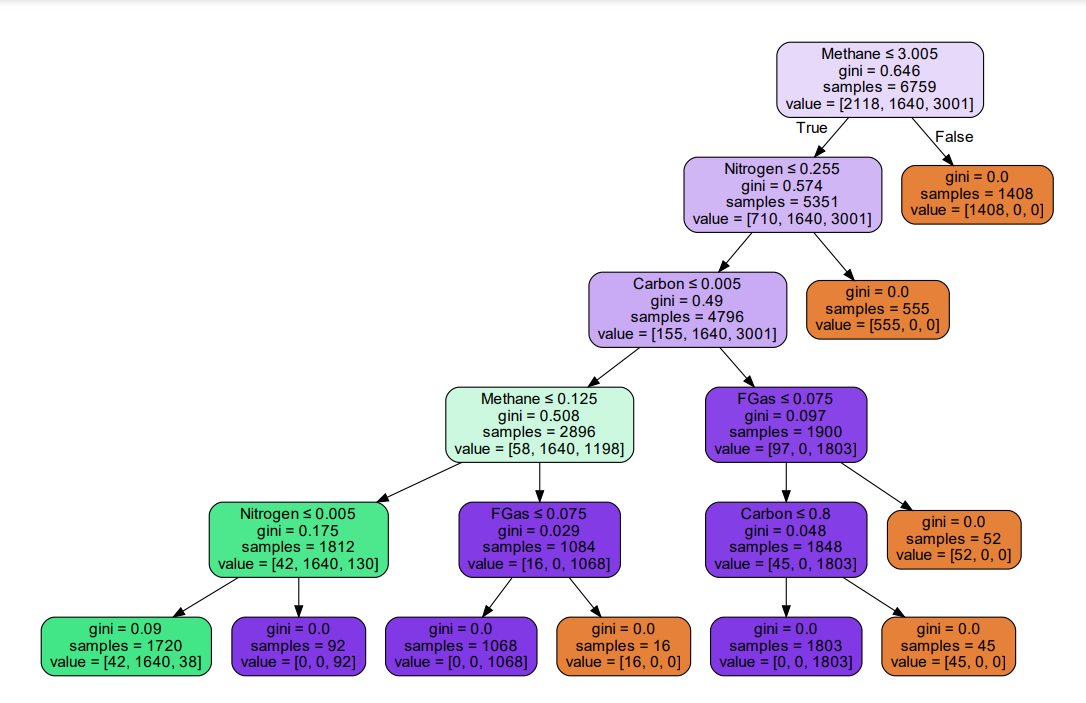 Methane ≤ 3.005
gini = 0.646
samples = 6759
value = [2118, 1640, 3001]
True
False
Nitrogen ≤ 0.255
gini = 0.574
samples = 5351
value = [710, 1640, 3001]
gini = 0.0
samples = 1408
value = [1408, 0, 0]
Carbon ≤ 0.005
gini = 0.49
samples = 4796
value = [155, 1640, 3001]
gini = 0.0
samples = 555
value = [555, 0, 0]
Methane ≤ 0.125
gini = 0.508
samples = 2896
value = [58, 1640, 1198]
FGas ≤ 0.075
gini = 0.097
samples = 1900
value = [97, 0, 1803]
Nitrogen ≤ 0.005
gini = 0.175
samples = 1812
value = [42, 1640, 130]
FGas ≤ 0.075
gini = 0.029
samples = 1084
value = [16, 0, 1068]
Carbon ≤ 0.8
gini = 0.048
samples = 1848
value = [45, 0, 1803]
gini = 0.0
samples = 52
value = [52, 0, 0]
gini = 0.09
samples = 1720
value = [42, 1640, 38]
gini = 0.0
samples = 92
value = [0, 0, 92]
gini = 0.0
samples = 1068
value = [0, 0, 1068]
gini = 0.0
samples = 16
value = [16, 0, 0]
gini = 0.0
samples = 1803
value = [0, 0, 1803]
gini = 0.0
samples = 45
value = [45, 0, 0]